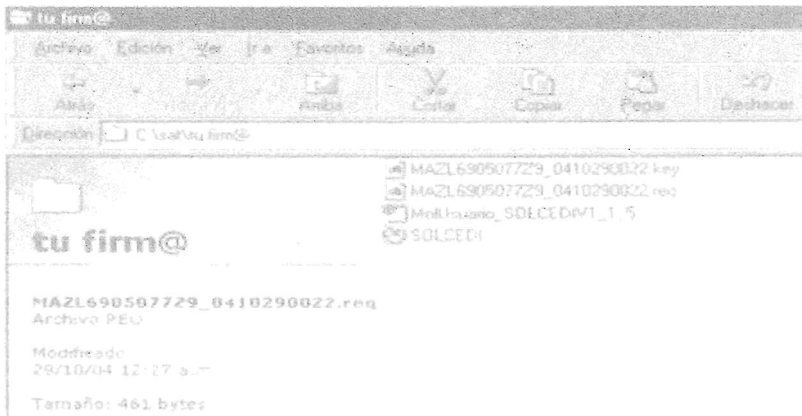 tu firm@
Archivo Edición Ver Ir a Favoritos Ayuda
Atrás Arriba Cortar Copiar Pegar Deshacer
Dirección C:\sat\tu firm@
MAZL690507729_0410290022.key
MAZL690507729_0410290022.req
SOLCEDI
tu firm@
MAZL690507729_0410290022.req
Archivo REQ
Modificado
29/10/04 12:27 a.m.
Tamaño: 461 bytes